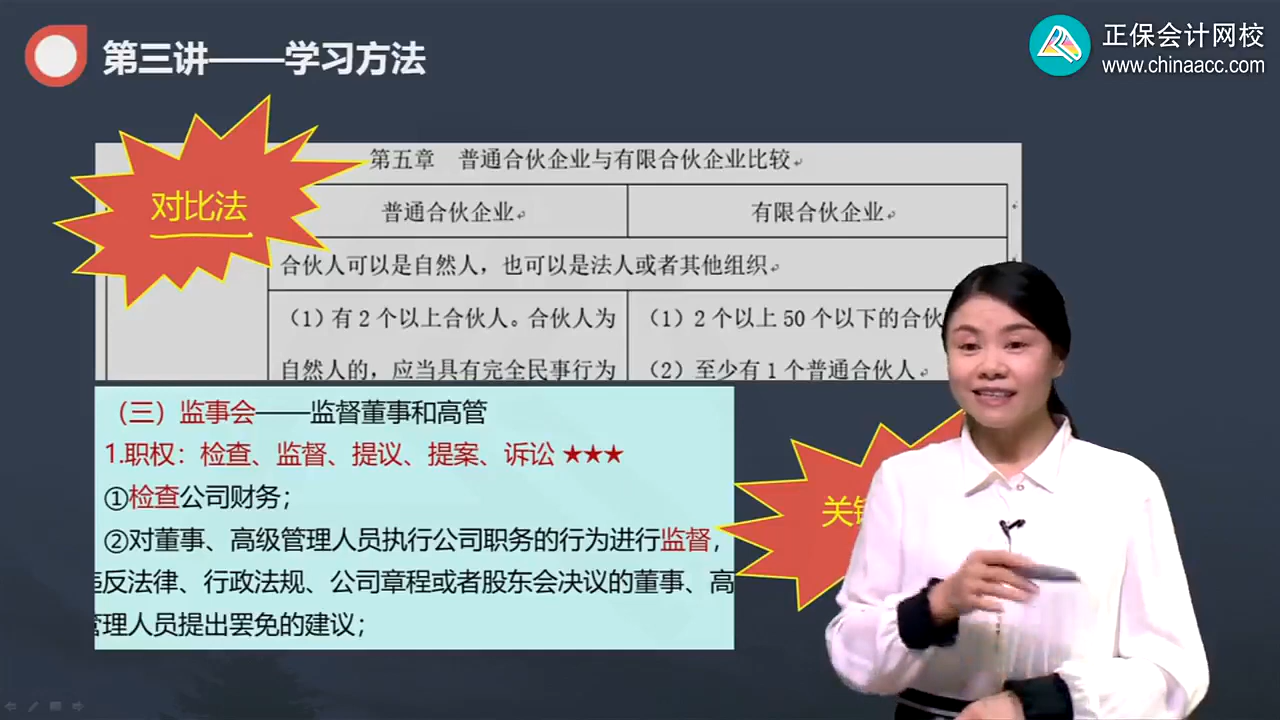 第三讲——学习方法
正保会计网校
www.chinaacc.com
对比法
第五章 普通合伙企业与有限合伙企业比较
普通合伙企业
有限合伙企业
合伙人可以是自然人，也可以是法人或者其他组织
（1）有 2 个以上合伙人。合伙人为
自然人的，应当具有完全民事行为
（1）2 个以上 50 个以下的合伙
（2）至少有 1 个普通合伙人
（三）监事会——监督董事和高管
1.职权：检查、监督、提议、提案、诉讼 ★★★
①检查公司财务；
②对董事、高级管理人员执行公司职务的行为进行监督，
违反法律、行政法规、公司章程或者股东会决议的董事、高
管理人员提出罢免的建议；
关